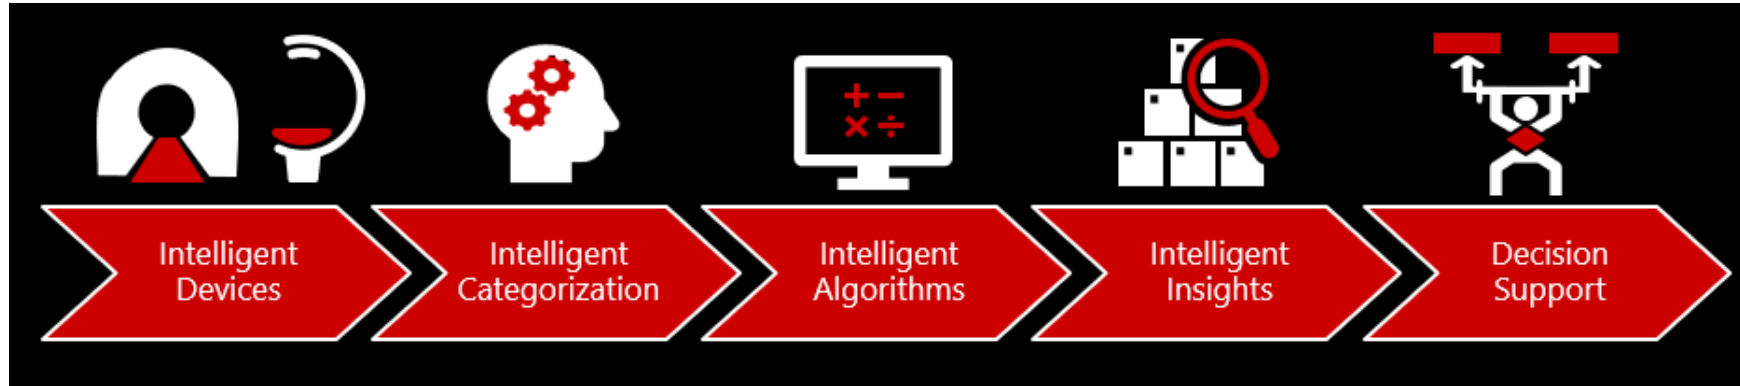 Intelligent
Devices
Intelligent
Categorization
Intelligent
Algorithms
Intelligent
Insights
Decision
Support